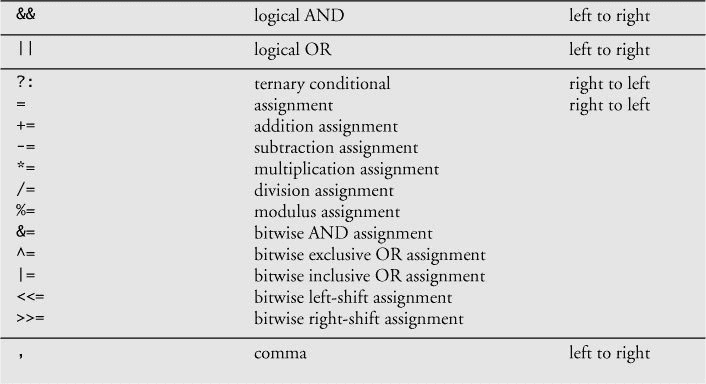 && logical AND left to right
|| logical OR left to right
?: ternary conditional right to left
= assignment right to left
+= addition assignment
-= subtraction assignment
*= multiplication assignment
/= division assignment
%= modulus assignment
&= bitwise AND assignment
^= bitwise exclusive OR assignment
|= bitwise inclusive OR assignment
<<= bitwise left-shift assignment
>>= bitwise right-shift assignment
, comma left to right